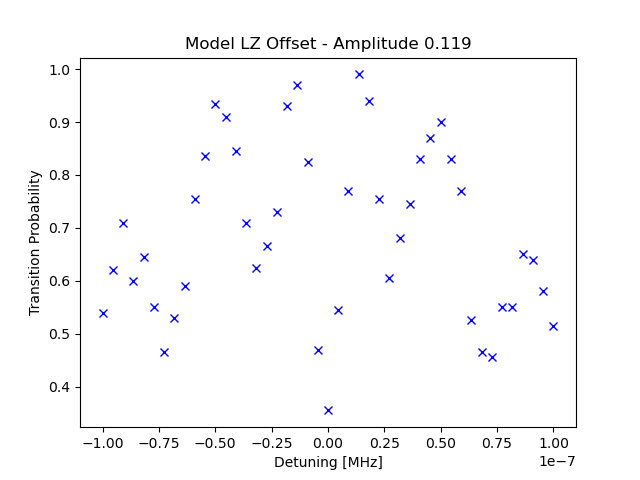 Model LZ Offset - Amplitude 0.119
Transition Probability
1.0
0.9
0.8
0.7
0.6
0.5
0.4
−1.00 −0.75 −0.50 −0.25 0.00 0.25 0.50 0.75 1.00
1e−7
Detuning [MHz]